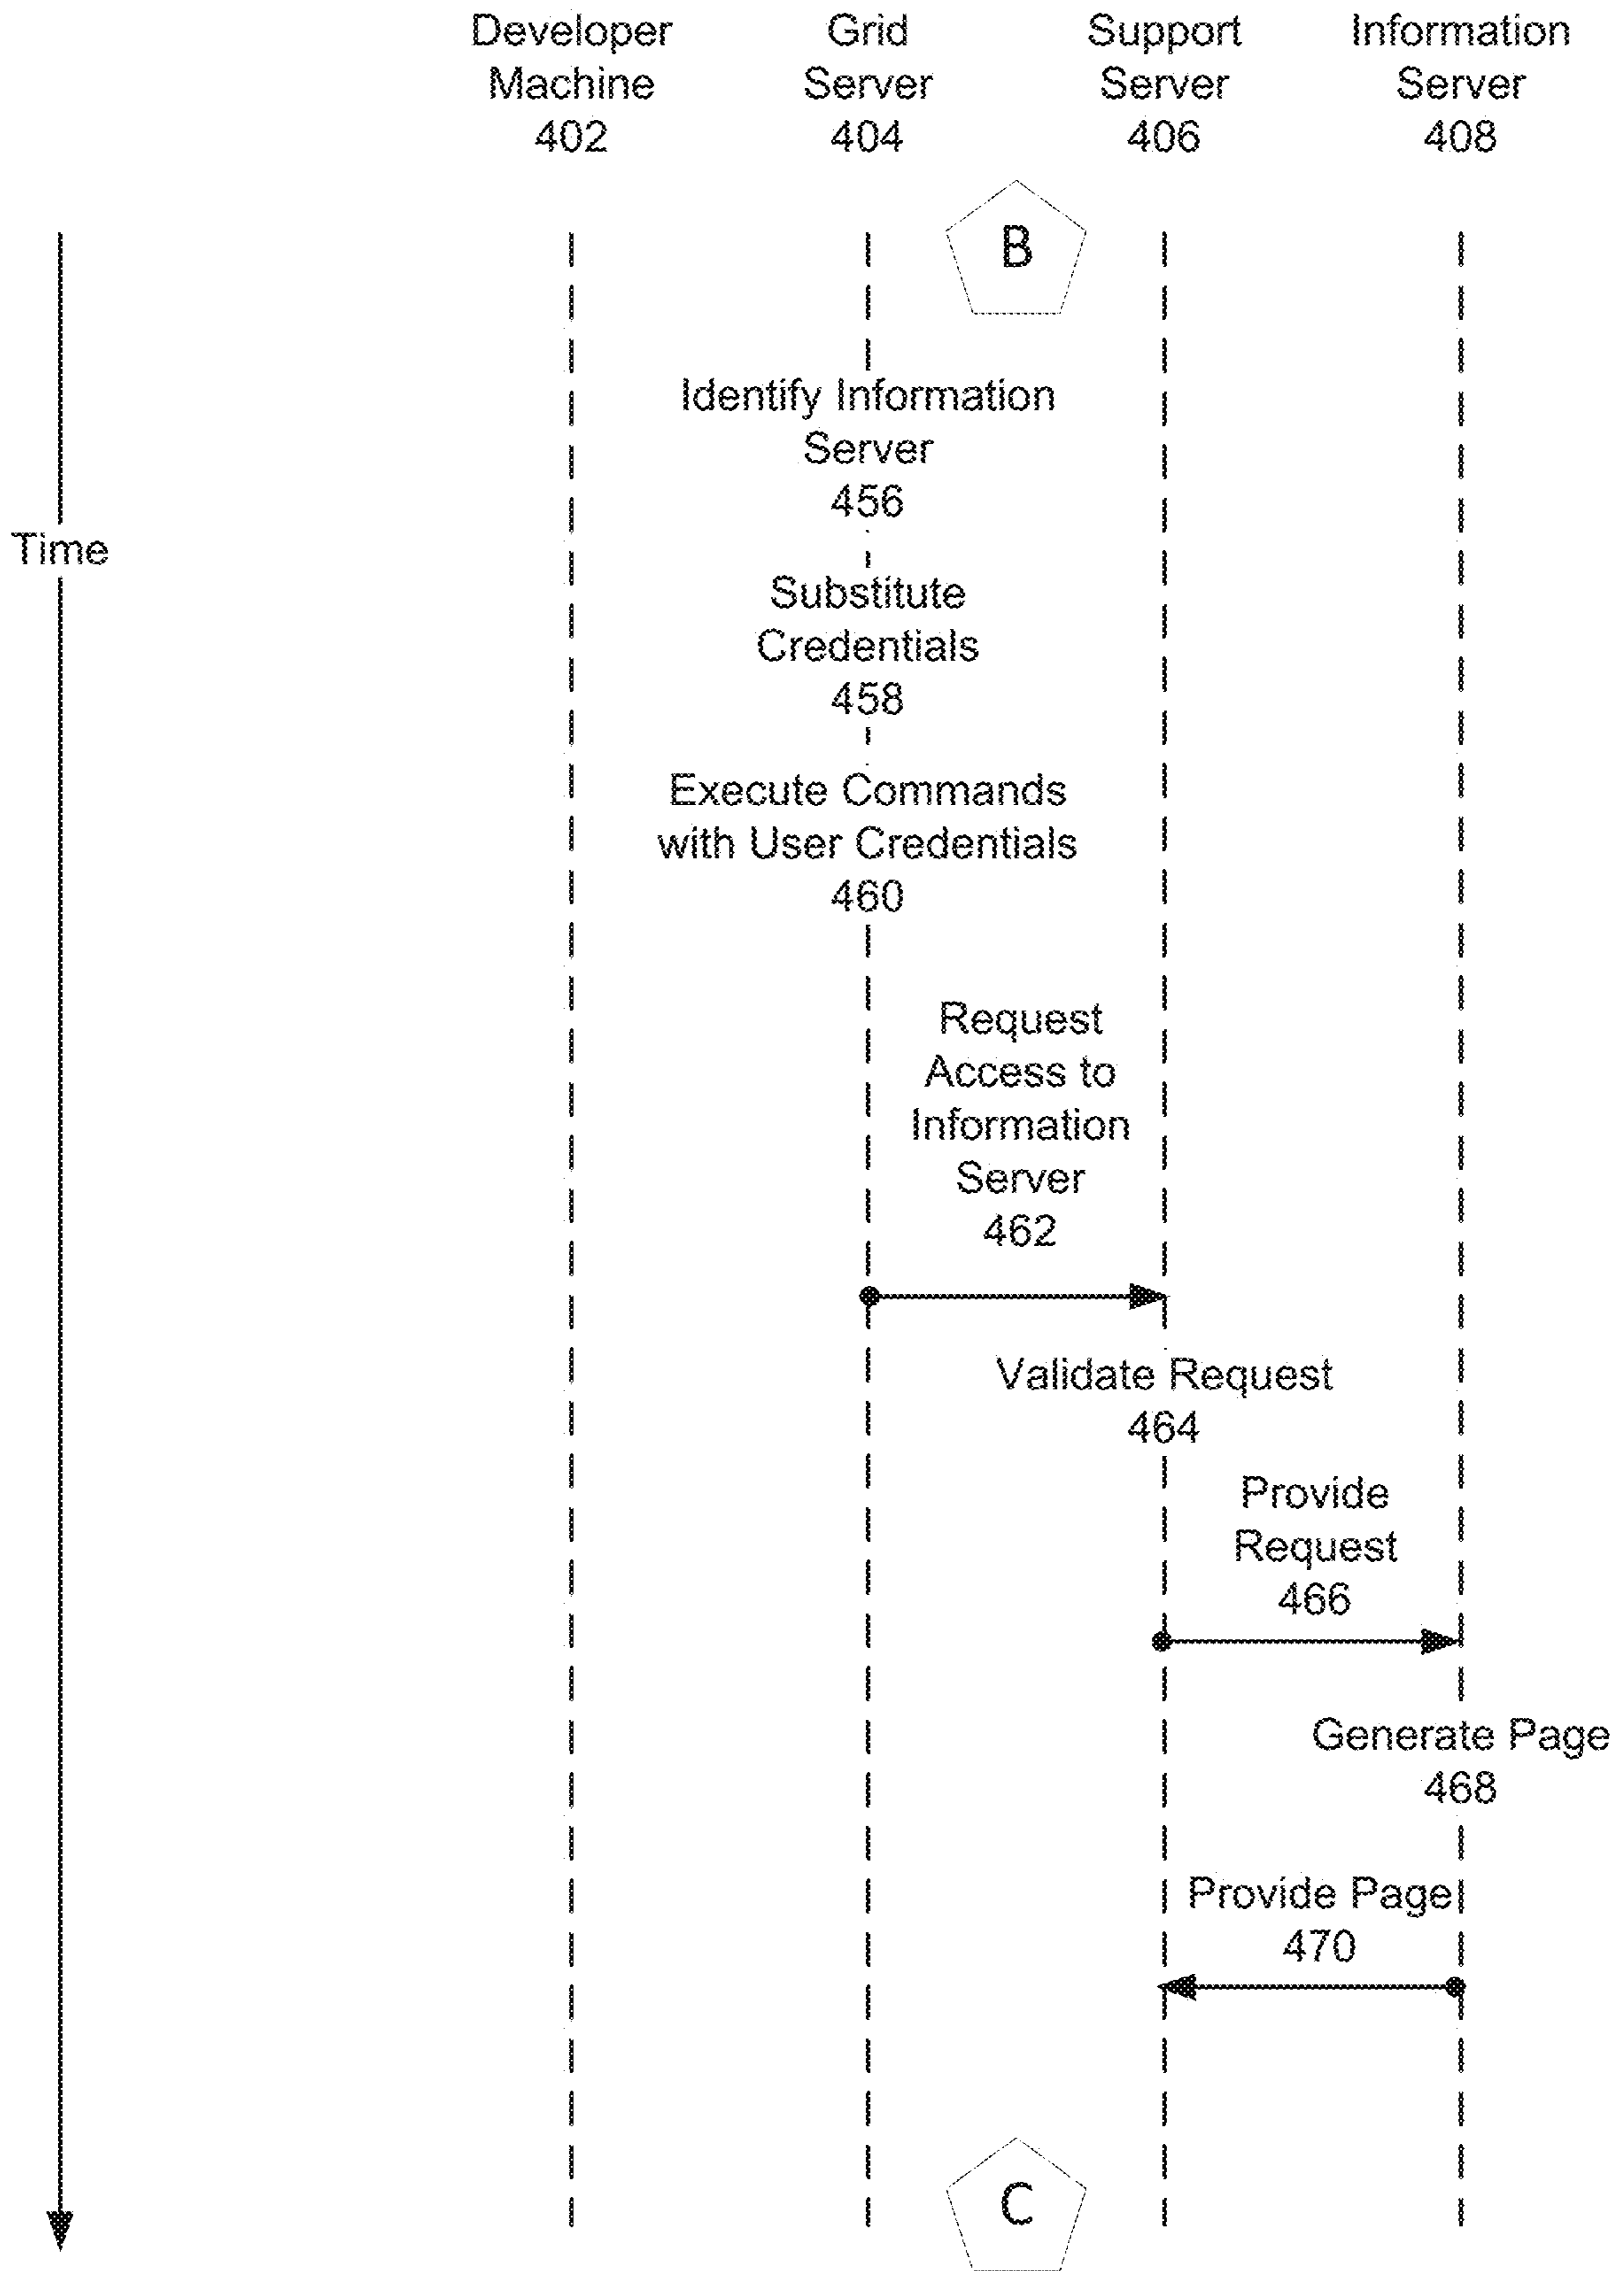 Developer
Machine
402
Grid
Server
404
Support
Server
406
Information
Server
408
B
Identify Information
Server
456
Time
Substitute
Credentials
458
Execute Commands
with User Credentials
460
Request
Access to
Information
Server
462
Validate Request
464
Provide
Request
466
Generate Page
468
Provide Page
470
C